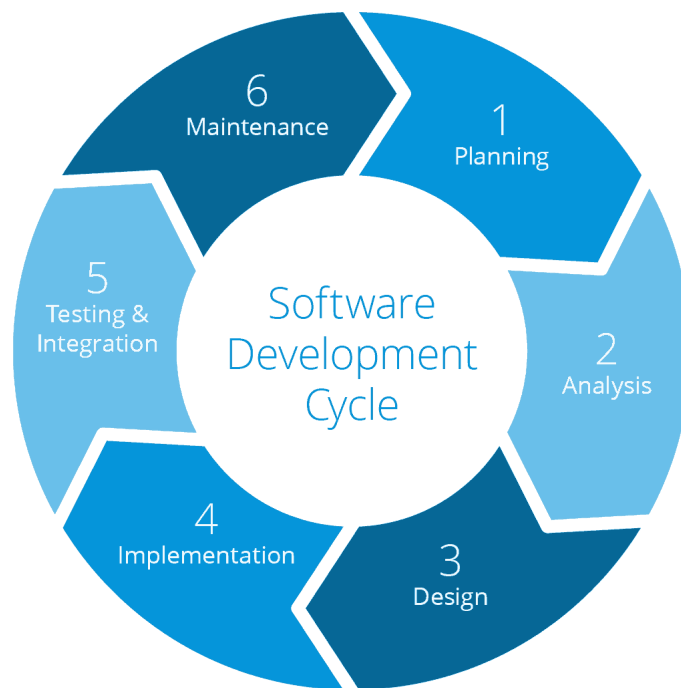 Software
Development
Cycle
1
Planning
2
Analysis
3
Design
4
Implementation
5
Testing &
Integration
6
Maintenance